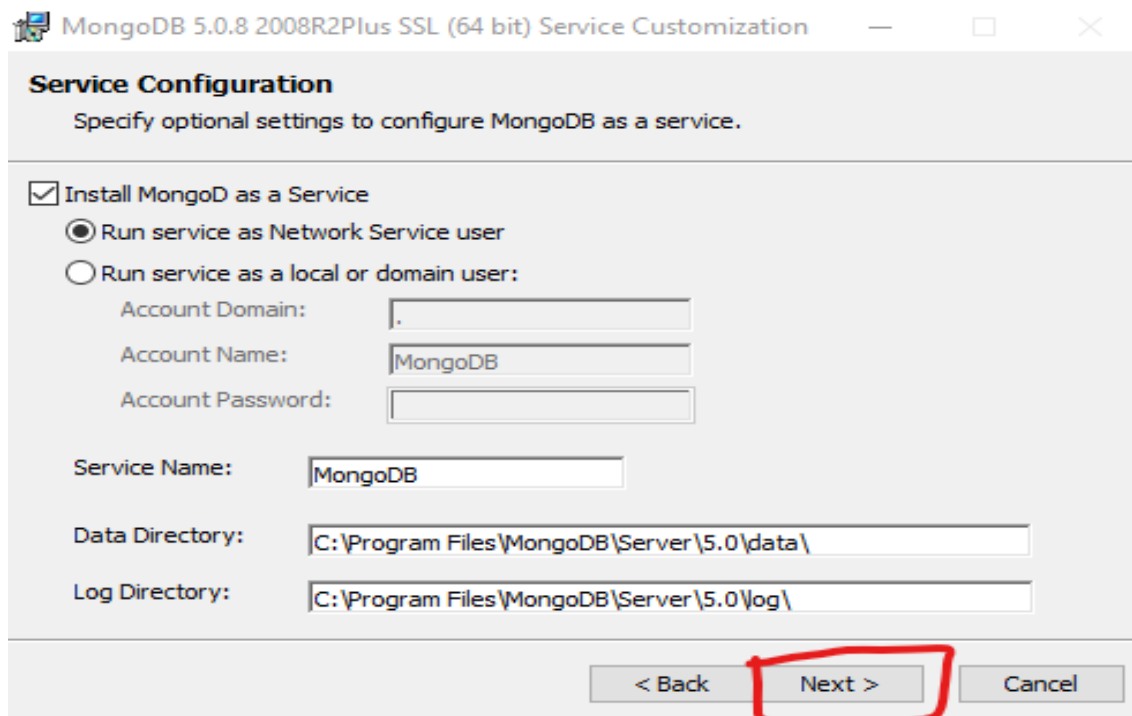 MongoDB 5.0.8 2008R2Plus SSL (64 bit) Service Customization
Service Configuration
Specify optional settings to configure MongoDB as a service.
Install MongoD as a Service
Run service as Network Service user
Run service as a local or domain user:
Account Domain: .
Account Name: MongoDB
Account Password:
Service Name: MongoDB
Data Directory: C:\Program Files\MongoDB\Server\5.0\data\
Log Directory: C:\Program Files\MongoDB\Server\5.0\log\
< Back Next > Cancel